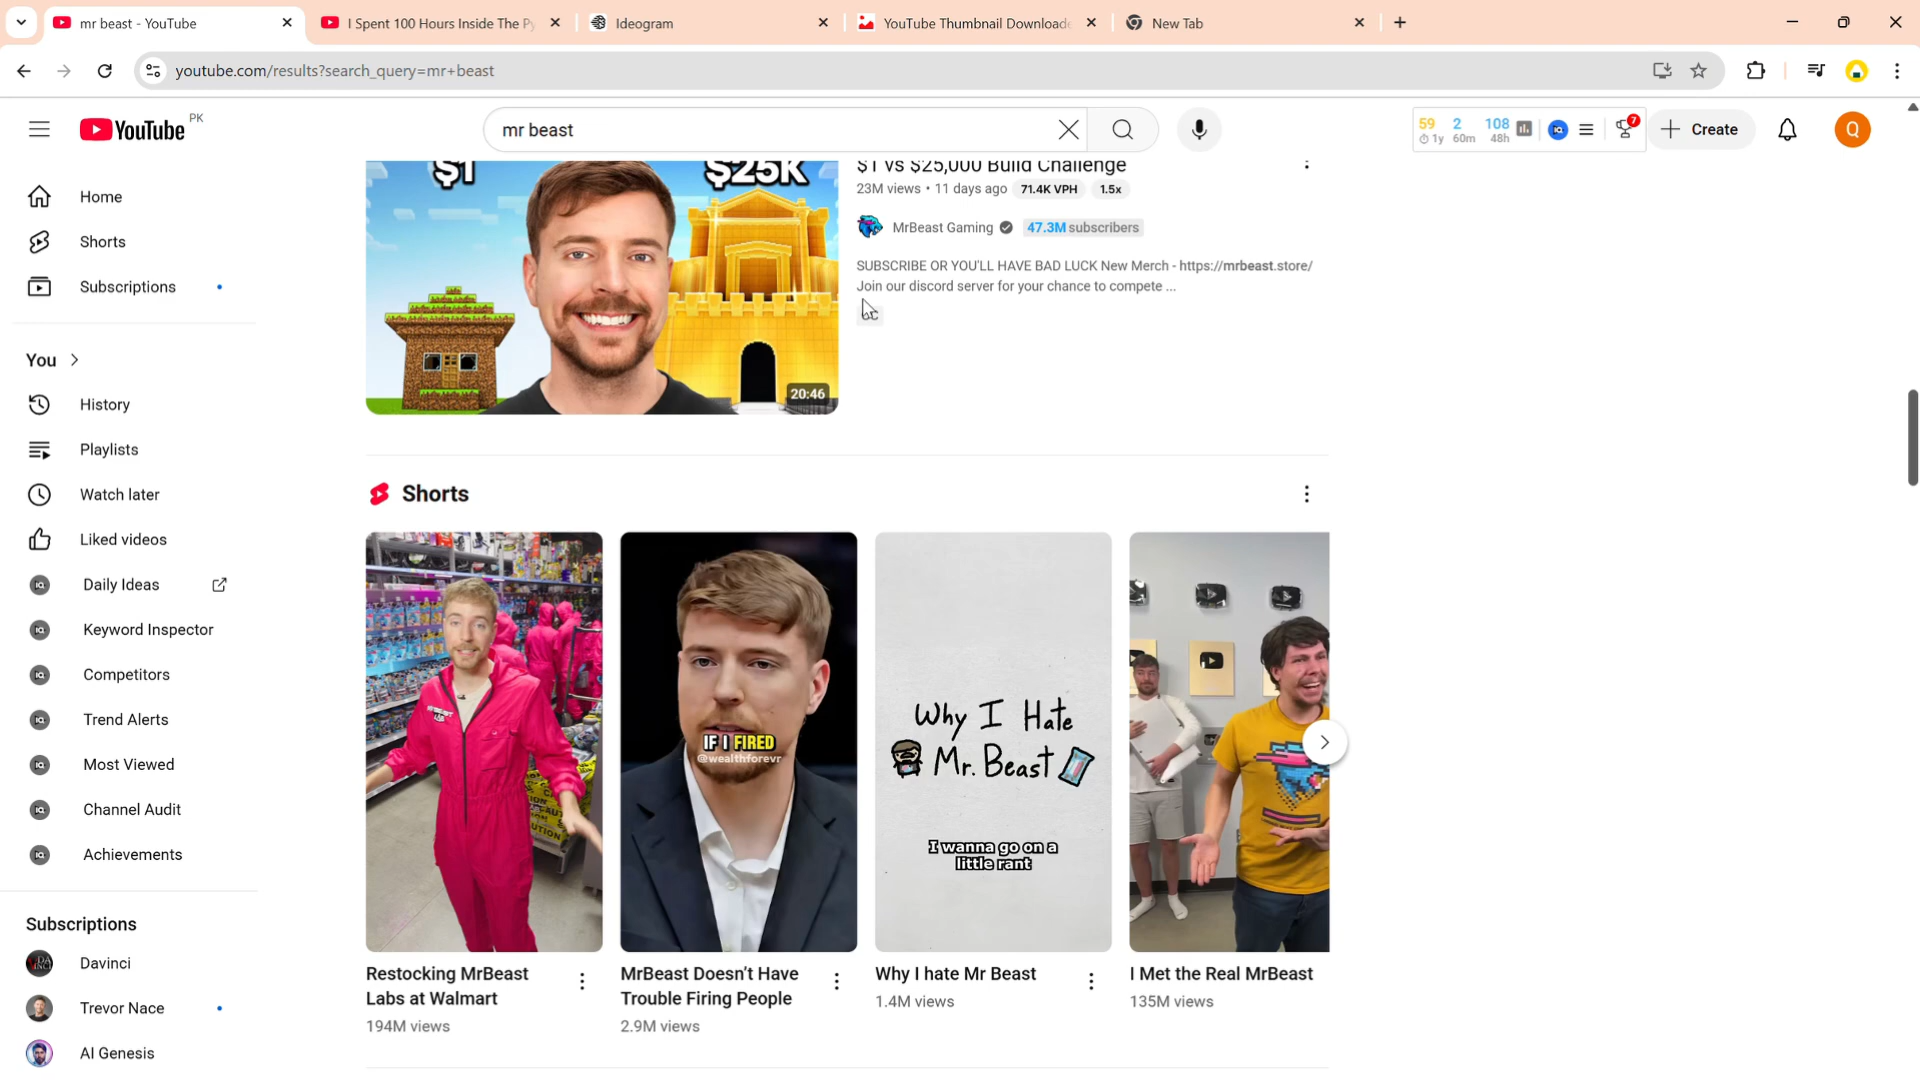 mr beast - YouTube
I Spent 100 Hours Inside The Py
Ideogram
YouTube Thumbnail Downloade
New Tab
youtube.com/results?search_query=mr+beast
YouTube PK
mr beast
59 2 108
1y 60m 48h
7
Create
Q
Home
Shorts
Subscriptions
You
History
Playlists
Watch later
Liked videos
Daily Ideas
Keyword Inspector
Competitors
Trend Alerts
Most Viewed
Channel Audit
Achievements
Subscriptions
Davinci
Trevor Nace
AI Genesis
$1 $25K
20:46
$1 vs $25,000 Build Challenge
23M views • 11 days ago 71.4K VPH 1.5x
MrBeast Gaming 47.3M subscribers
SUBSCRIBE OR YOU'LL HAVE BAD LUCK New Merch - https://mrbeast.store/
Join our discord server for your chance to compete ...
CC
Shorts
IF I FIRED
@wealthforevr
Why I Hate
Mr. Beast
I wanna go on a
little rant
Restocking MrBeast
Labs at Walmart
194M views
MrBeast Doesn't Have
Trouble Firing People
2.9M views
Why I hate Mr Beast
1.4M views
I Met the Real MrBeast
135M views